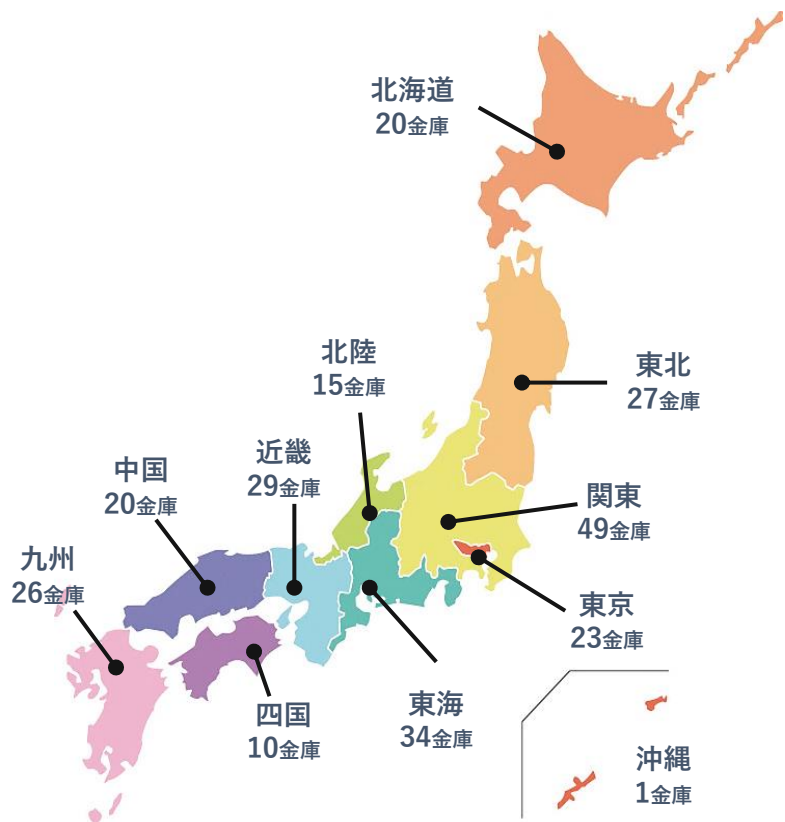 北海道
20金庫
東北
27金庫
北陸
15金庫
近畿
29金庫
中国
20金庫
九州
26金庫
関東
49金庫
東京
23金庫
東海
34金庫
四国
10金庫
沖縄
1金庫